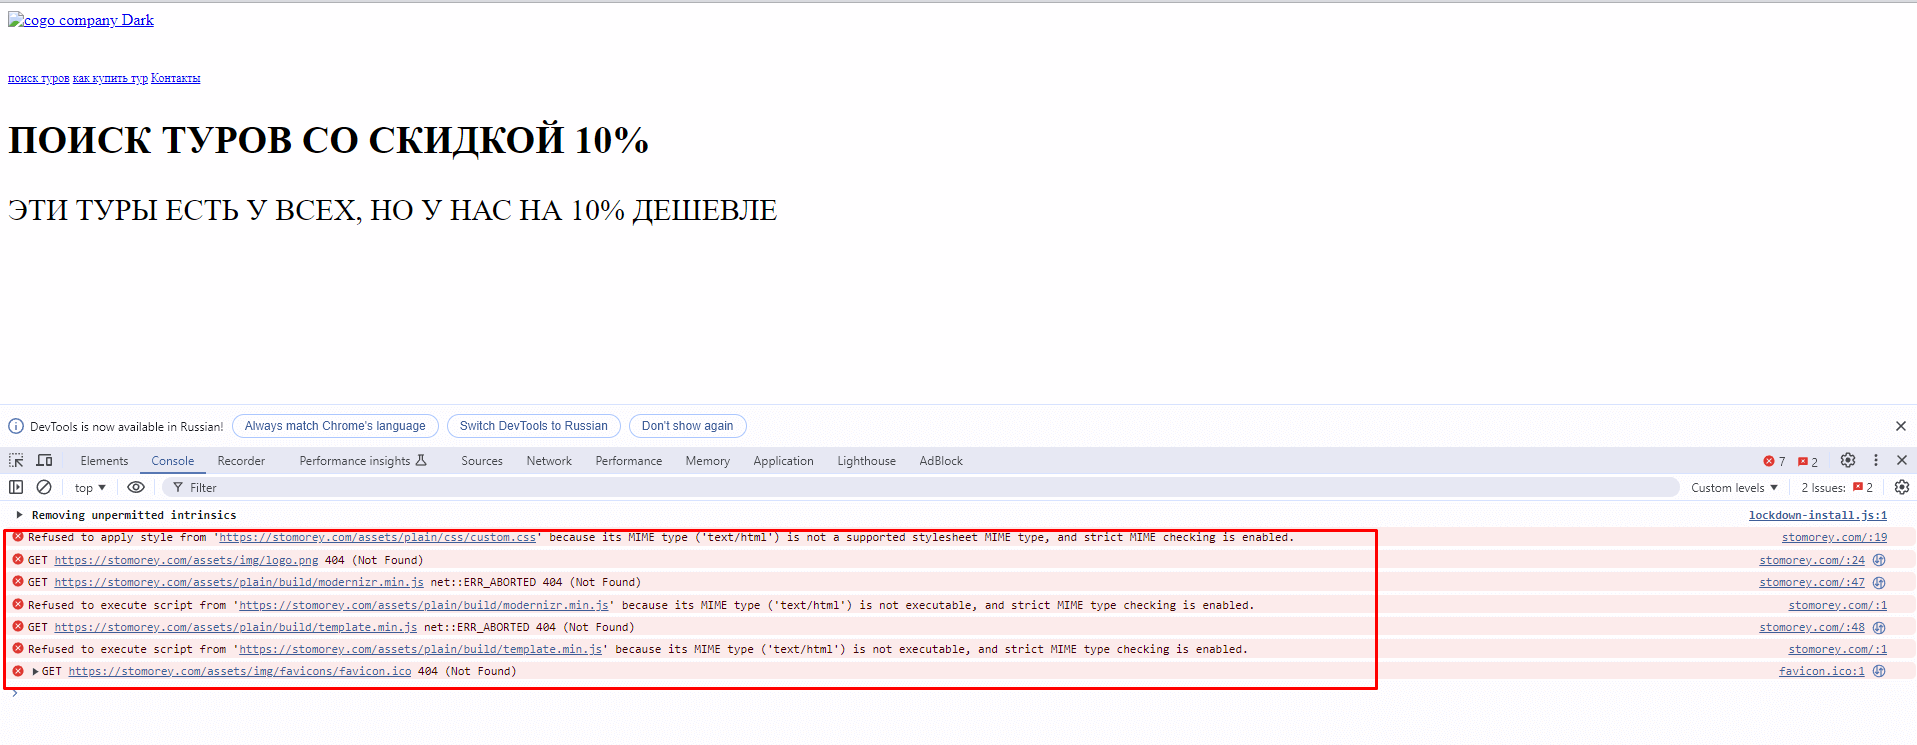 cogo company Dark
поиск туров как купить тур Контакты
ПОИСК ТУРОВ СО СКИДКОЙ 10%
ЭТИ ТУРЫ ЕСТЬ У ВСЕХ, НО У НАС НА 10% ДЕШЕВЛЕ
DevTools is now available in Russian! Always match Chrome's language Switch DevTools to Russian Don't show again
Elements Console Recorder Performance insights Sources Network Performance Memory Application Lighthouse AdBlock 7 2
top Filter Custom levels 2 Issues: 2
Removing unpermitted intrinsics lockdown-install.js:1
Refused to apply style from 'https://stomorey.com/assets/plain/css/custom.css' because its MIME type ('text/html') is not a supported stylesheet MIME type, and strict MIME checking is enabled. stomorey.com/:19
GET https://stomorey.com/assets/img/logo.png 404 (Not Found) stomorey.com/:24
GET https://stomorey.com/assets/plain/build/modernizr.min.js net::ERR_ABORTED 404 (Not Found) stomorey.com/:47
Refused to execute script from 'https://stomorey.com/assets/plain/build/modernizr.min.js' because its MIME type ('text/html') is not executable, and strict MIME type checking is enabled. stomorey.com/:1
GET https://stomorey.com/assets/plain/build/template.min.js net::ERR_ABORTED 404 (Not Found) stomorey.com/:48
Refused to execute script from 'https://stomorey.com/assets/plain/build/template.min.js' because its MIME type ('text/html') is not executable, and strict MIME type checking is enabled. stomorey.com/:1
GET https://stomorey.com/assets/img/favicons/favicon.ico 404 (Not Found) favicon.ico:1